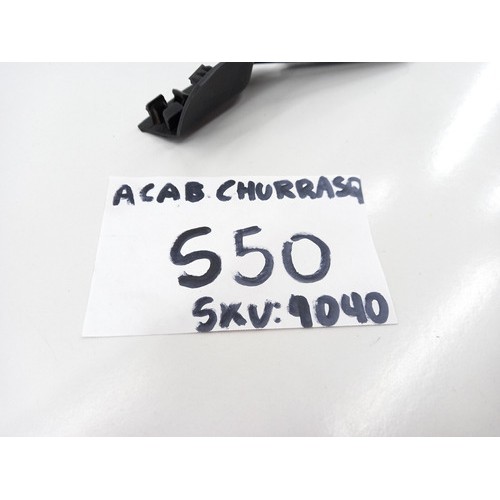 ACAB. CHURRASQ
S50
SKU: 9040